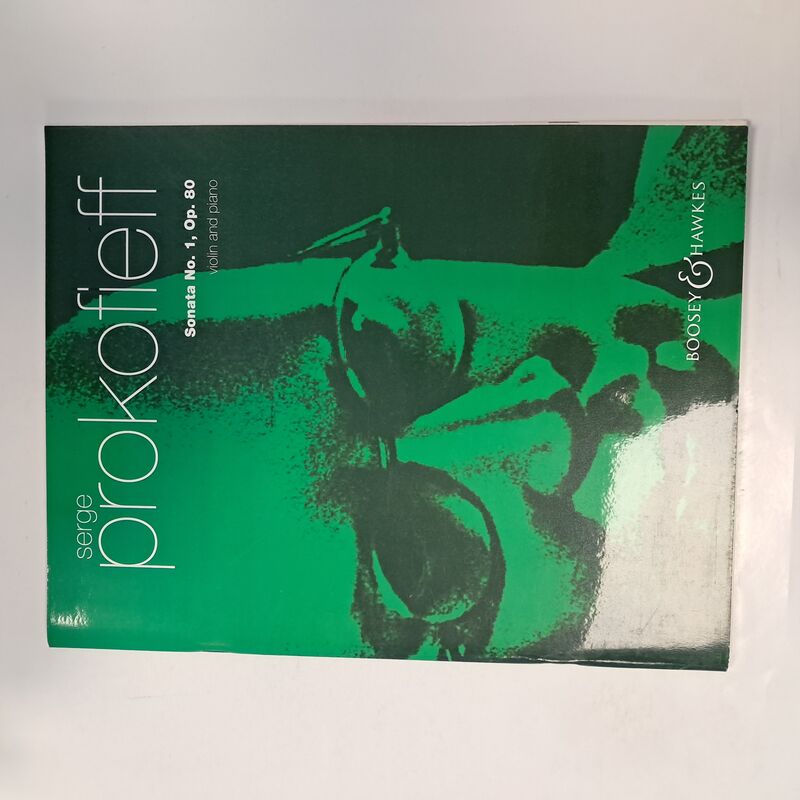 serge
prokofieff
Sonata No. 1, Op. 80
violin and piano
BOOSEY & HAWKES